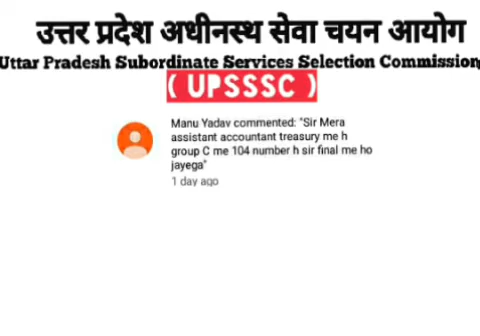 उत्तर प्रदेश अधीनस्थ सेवा चयन आयोग
Uttar Pradesh Subordinate Services Selection Commission
( UPSSSC )
Manu Yadav commented: "Sir Mera
assistant accountant treasury me h
group C me 104 number h sir final me ho
jayega"
1 day ago